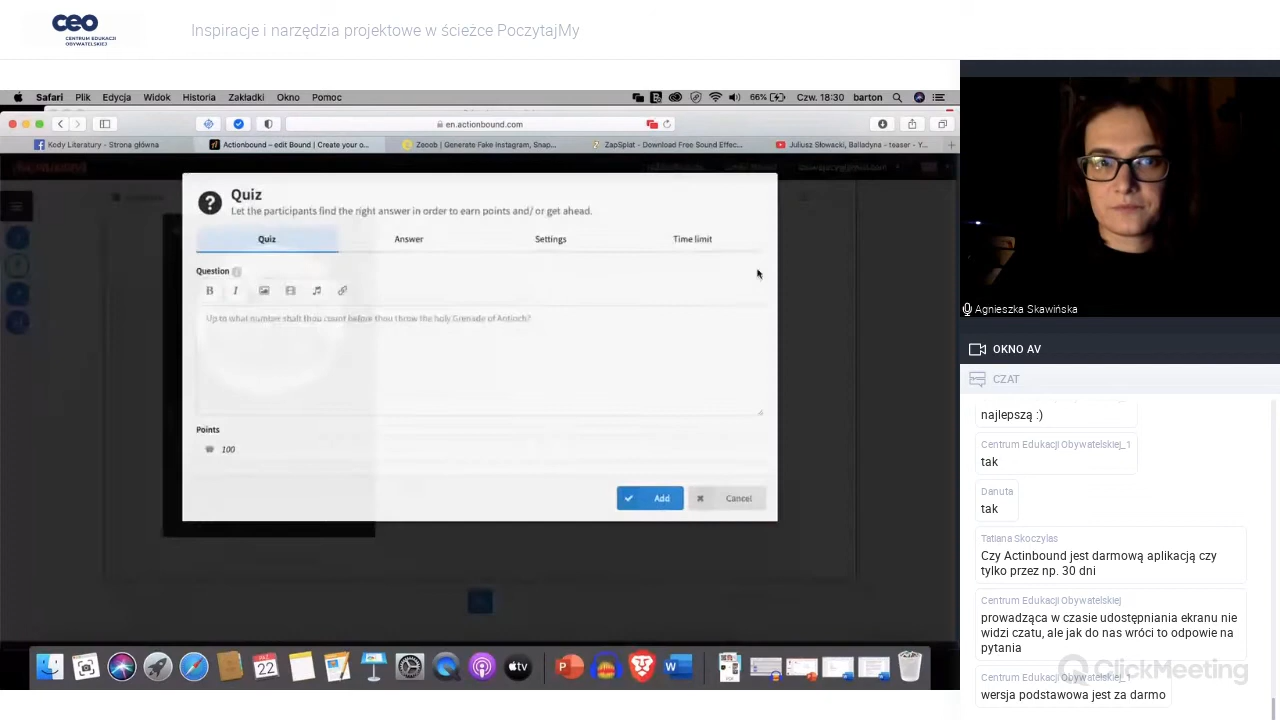 ceo
CENTRUM EDUKACJI
OBYWATELSKIEJ
Inspiracje i narzędzia projektowe w ścieżce PoczytajMy
Safari Plik Edycja Widok Historia Zakładki Okno Pomoc
66% Czw. 18:30 barton
en.actionbound.com
Kody Literatury - Strona główna
Actionbound – edit Bound | Create your o...
Zeoob | Generate Fake Instagram, Snap...
ZapSplat - Download Free Sound Effec...
Juliusz Słowacki, Balladyna - teaser - Y...
Quiz
Let the participants find the right answer in order to earn points and/ or get ahead.
Quiz Answer Settings Time limit
Question
B I
Up to what number shalt thou count before thou throw the holy Grenade of Antioch?
Points
100
Add Cancel
22
tv
Agnieszka Skawińska
OKNO AV
CZAT
najlepszą :)
Centrum Edukacji Obywatelskiej_1
tak
Danuta
tak
Tatiana Skoczylas
Czy Actinbound jest darmową aplikacją czy
tylko przez np. 30 dni
Centrum Edukacji Obywatelskiej
prowadząca w czasie udostępniania ekranu nie
widzi czatu, ale jak do nas wróci to odpowie na
pytania
ClickMeeting
Centrum Edukacji Obywatelskiej_1
wersja podstawowa jest za darmo